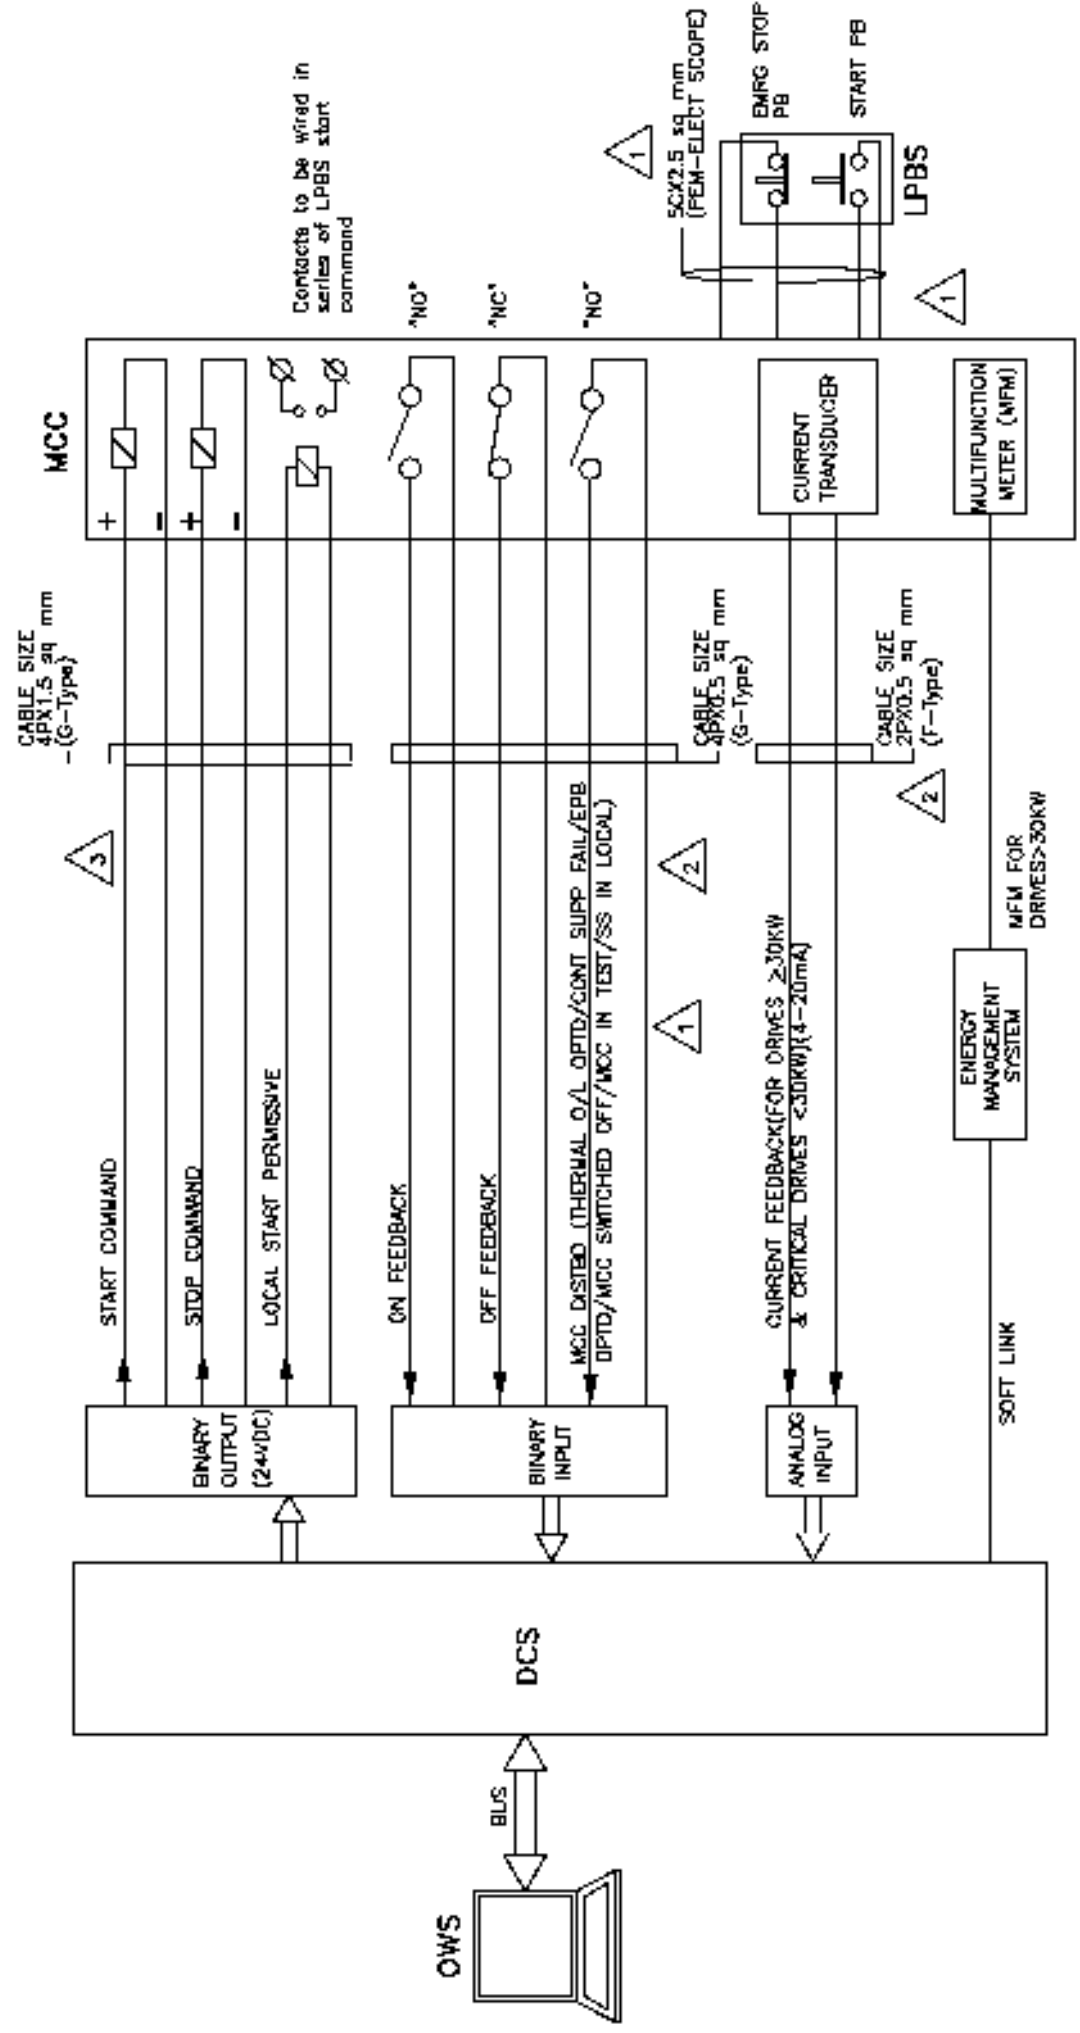 OWS
BUS
DCS
BINARY
OUTPUT
(24VDC)
BINARY
INPUT
ANALOG
INPUT
SOFT LINK
START COMMAND
STOP COMMAND
LOCAL START PERMISSIVE
ON FEEDBACK
OFF FEEDBACK
MCC DISTBD (THERMAL O/L OPTD/CONT SUPP FAIL/EPB
OPTD/MCC SWITCHED OFF/MCC IN TEST/SS IN LOCAL)
CURRENT FEEDBACK(FOR DRIVES ≥30KW
& CRITICAL DRIVES <30KW)(4-20mA)
ENERGY
MANAGEMENT
SYSTEM
MFM FOR
DRIVES>30KW
3
1
2
2
CABLE SIZE
4PX1.5 sq mm
(G-Type)
CABLE SIZE
4PX0.5 sq mm
(G-Type)
CABLE SIZE
2PX0.5 sq mm
(F-Type)
MCC
+
-
+
-
CURRENT
TRANSDUCER
MULTIFUNCTION
METER (MFM)
Contacts to be wired in
series of LPBS start
command
"NO"
"NC"
"NO"
1
1
5CX2.5 sq mm
(PEM-ELECT SCOPE)
EMRG STOP
PB
START PB
LPBS